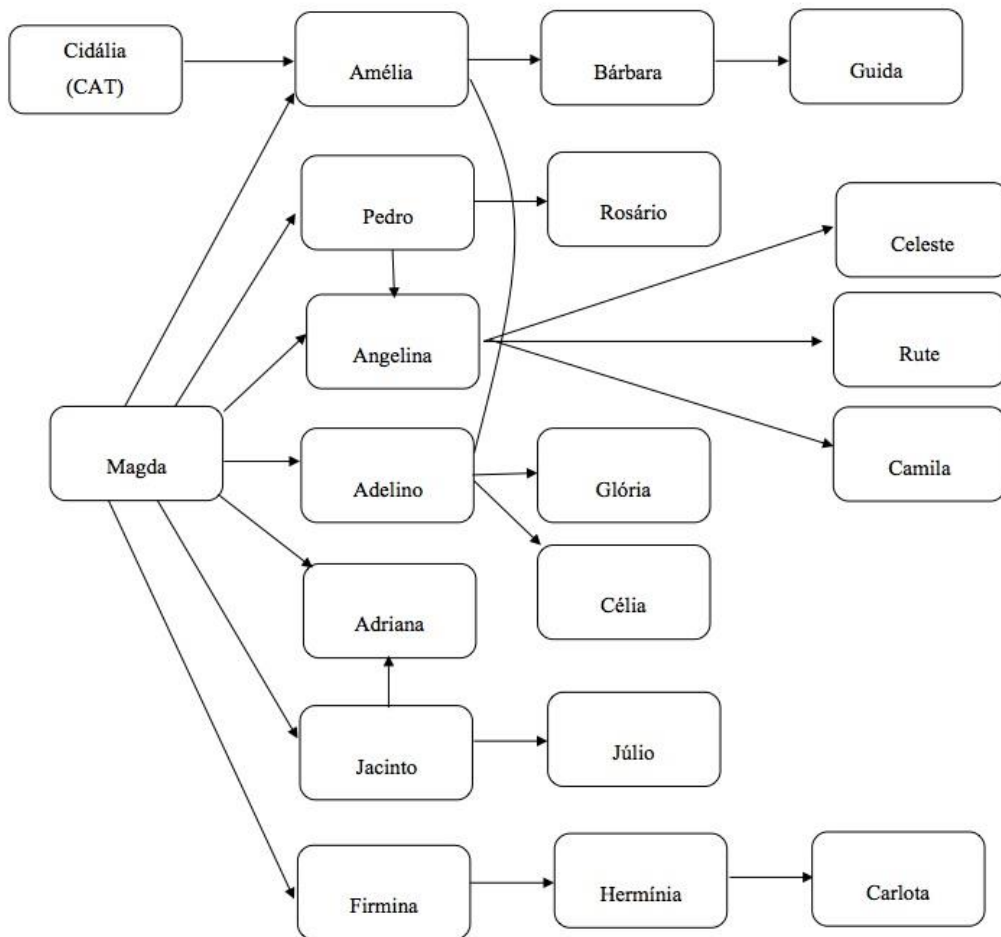 Cidália
(CAT)
Amélia
Bárbara
Guida
Pedro
Rosário
Celeste
Angelina
Rute
Magda
Adelino
Glória
Camila
Adriana
Célia
Jacinto
Júlio
Firmina
Hermínia
Carlota